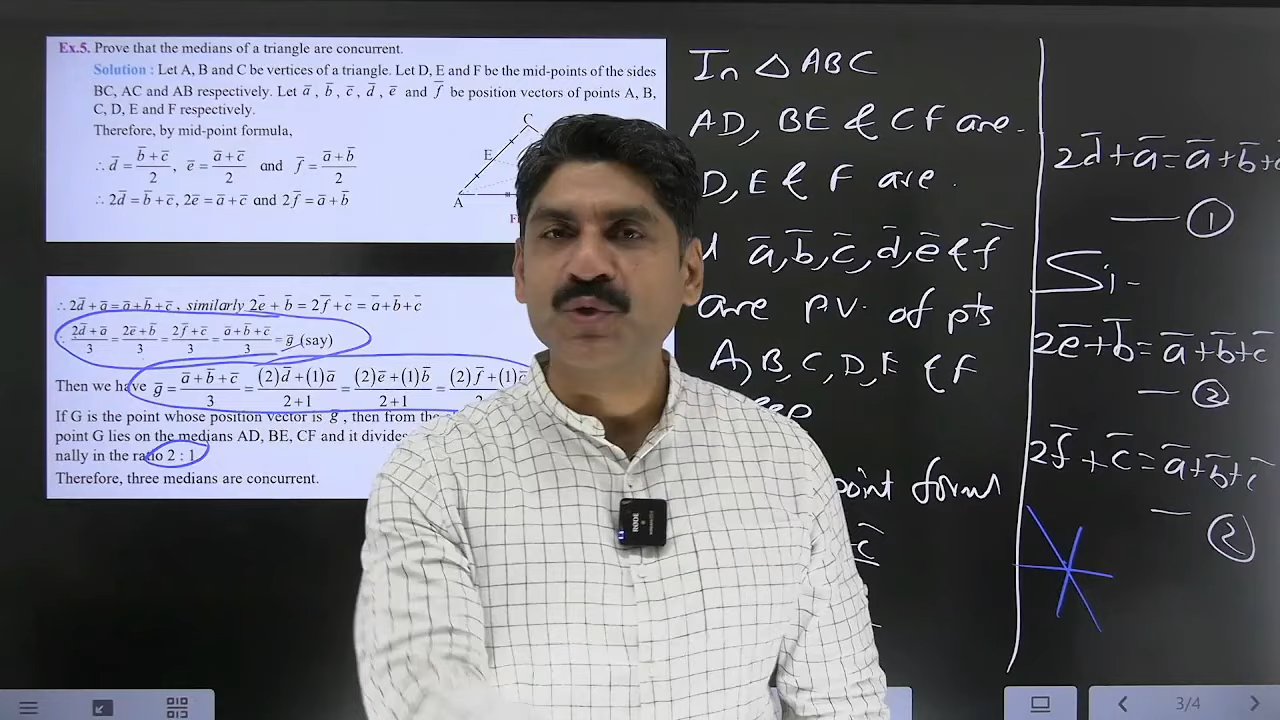 Ex.5. Prove that the medians of a triangle are concurrent.
Solution : Let A, B and C be vertices of a triangle. Let D, E and F be the mid-points of the sides
BC, AC and AB respectively. Let a̅ , b̅ , c̅ , d̅ , e̅ and f̅ be position vectors of points A, B,
C, D, E and F respectively.
Therefore, by mid-point formula,
∴ d̅ = (b̅ + c̅)/2, e̅ = (a̅ + c̅)/2 and f̅ = (a̅ + b̅)/2
∴ 2d̅ = b̅ + c̅, 2e̅ = a̅ + c̅ and 2f̅ = a̅ + b̅
C
E
A
∴ 2d̅ + a̅ = a̅ + b̅ + c̅ , similarly 2e̅ + b̅ = 2f̅ + c̅ = a̅ + b̅ + c̅
(2d̅ + a̅)/3 = (2e̅ + b̅)/3 = (2f̅ + c̅)/3 = (a̅ + b̅ + c̅)/3 = g̅ (say)
Then we have g̅ = (a̅ + b̅ + c̅)/3 = ((2)d̅ + (1)a̅)/(2+1) = ((2)e̅ + (1)b̅)/(2+1) = (2)f̅ + (1)c̅
If G is the point whose position vector is g̅ , then from the
point G lies on the medians AD, BE, CF and it divides
nally in the ratio 2 : 1
Therefore, three medians are concurrent.
In △ABC
AD, BE & CF are.
D, E & F are.
a̅, b̅, c̅, d̅, e̅ & f̅
are P.V. of pts
A, B, C, D, E & F
point form
c̅
2d̅ + a̅ = a̅ + b̅ + c̅
— ①
Si-
2e̅ + b̅ = a̅ + b̅ + c̅
— ②
2f̅ + c̅ = a̅ + b̅ + c̅
— ②
RODE
3/4